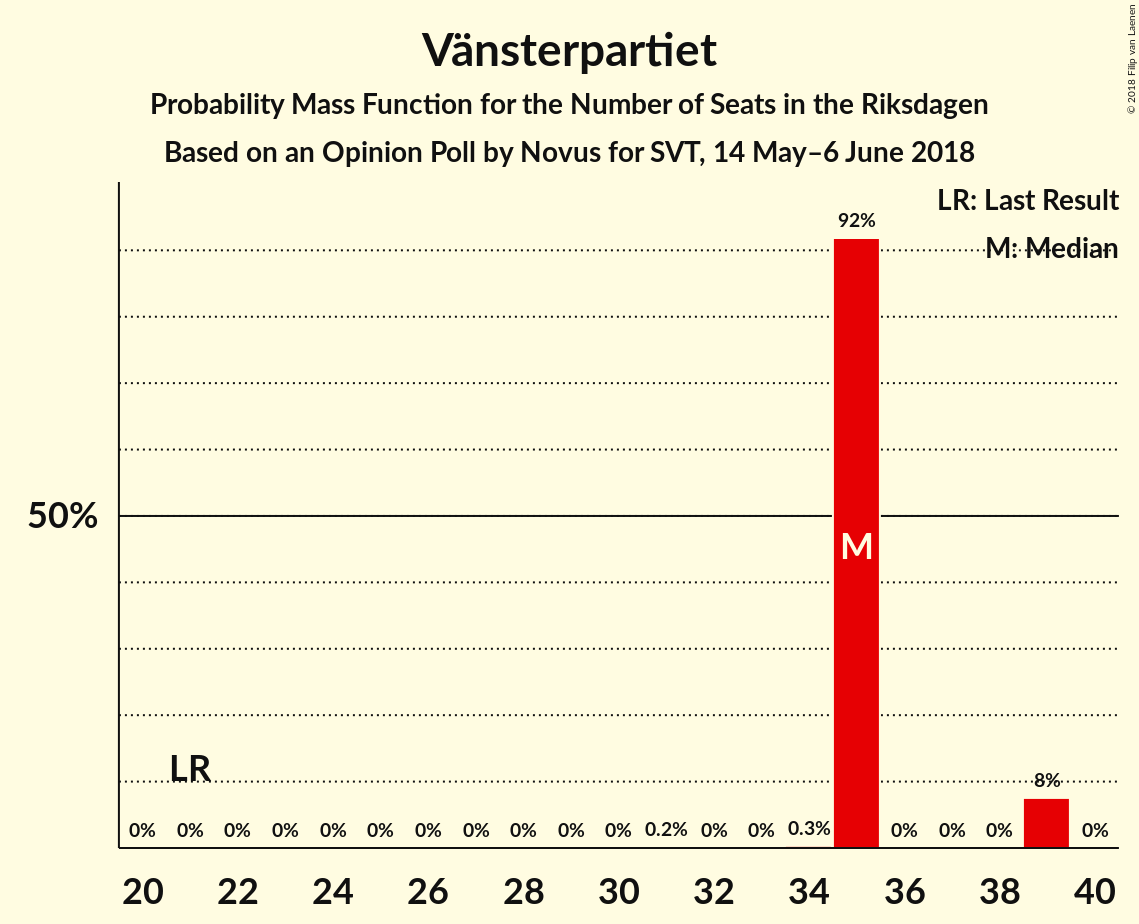 Vänsterpartiet
Probability Mass Function for the Number of Seats in the Riksdagen
Based on an Opinion Poll by Novus for SVT, 14 May–6 June 2018
© 2018 Filip van Laenen
LR: Last Result
M: Median
92%
50%
M
LR
8%
0% 0% 0% 0% 0% 0% 0% 0% 0% 0% 0% 0.2% 0% 0% 0.3% 0% 0% 0% 0%
20 22 24 26 28 30 32 34 36 38 40